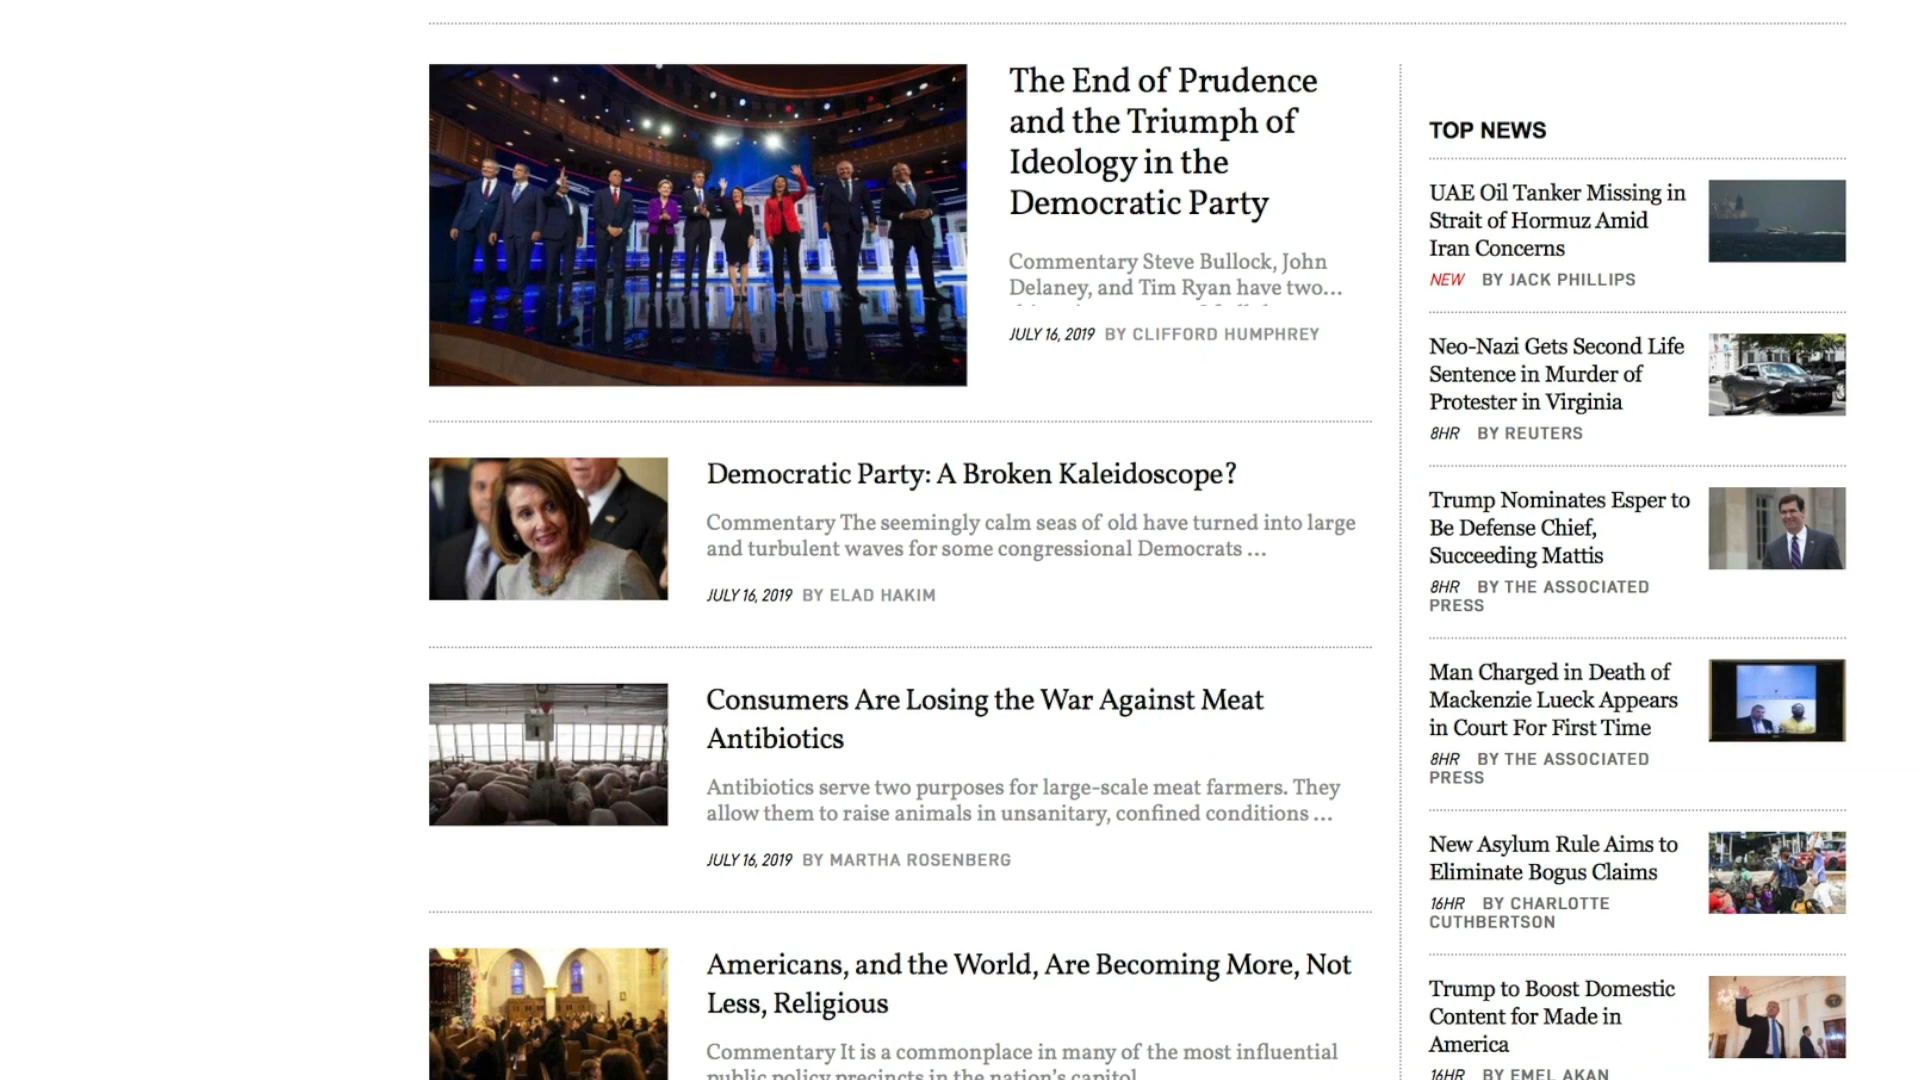 The End of Prudence
and the Triumph of
Ideology in the
Democratic Party
Commentary Steve Bullock, John
Delaney, and Tim Ryan have two...
JULY 16, 2019 BY CLIFFORD HUMPHREY
Democratic Party: A Broken Kaleidoscope?
Commentary The seemingly calm seas of old have turned into large
and turbulent waves for some congressional Democrats ...
JULY 16, 2019 BY ELAD HAKIM
Consumers Are Losing the War Against Meat
Antibiotics
Antibiotics serve two purposes for large-scale meat farmers. They
allow them to raise animals in unsanitary, confined conditions ...
JULY 16, 2019 BY MARTHA ROSENBERG
Americans, and the World, Are Becoming More, Not
Less, Religious
Commentary It is a commonplace in many of the most influential
public policy precincts in the nation's capitol
TOP NEWS
UAE Oil Tanker Missing in
Strait of Hormuz Amid
Iran Concerns
NEW BY JACK PHILLIPS
Neo-Nazi Gets Second Life
Sentence in Murder of
Protester in Virginia
8HR BY REUTERS
Trump Nominates Esper to
Be Defense Chief,
Succeeding Mattis
8HR BY THE ASSOCIATED
PRESS
Man Charged in Death of
Mackenzie Lueck Appears
in Court For First Time
8HR BY THE ASSOCIATED
PRESS
New Asylum Rule Aims to
Eliminate Bogus Claims
16HR BY CHARLOTTE
CUTHBERTSON
Trump to Boost Domestic
Content for Made in
America
16HR BY EMEL AKAN